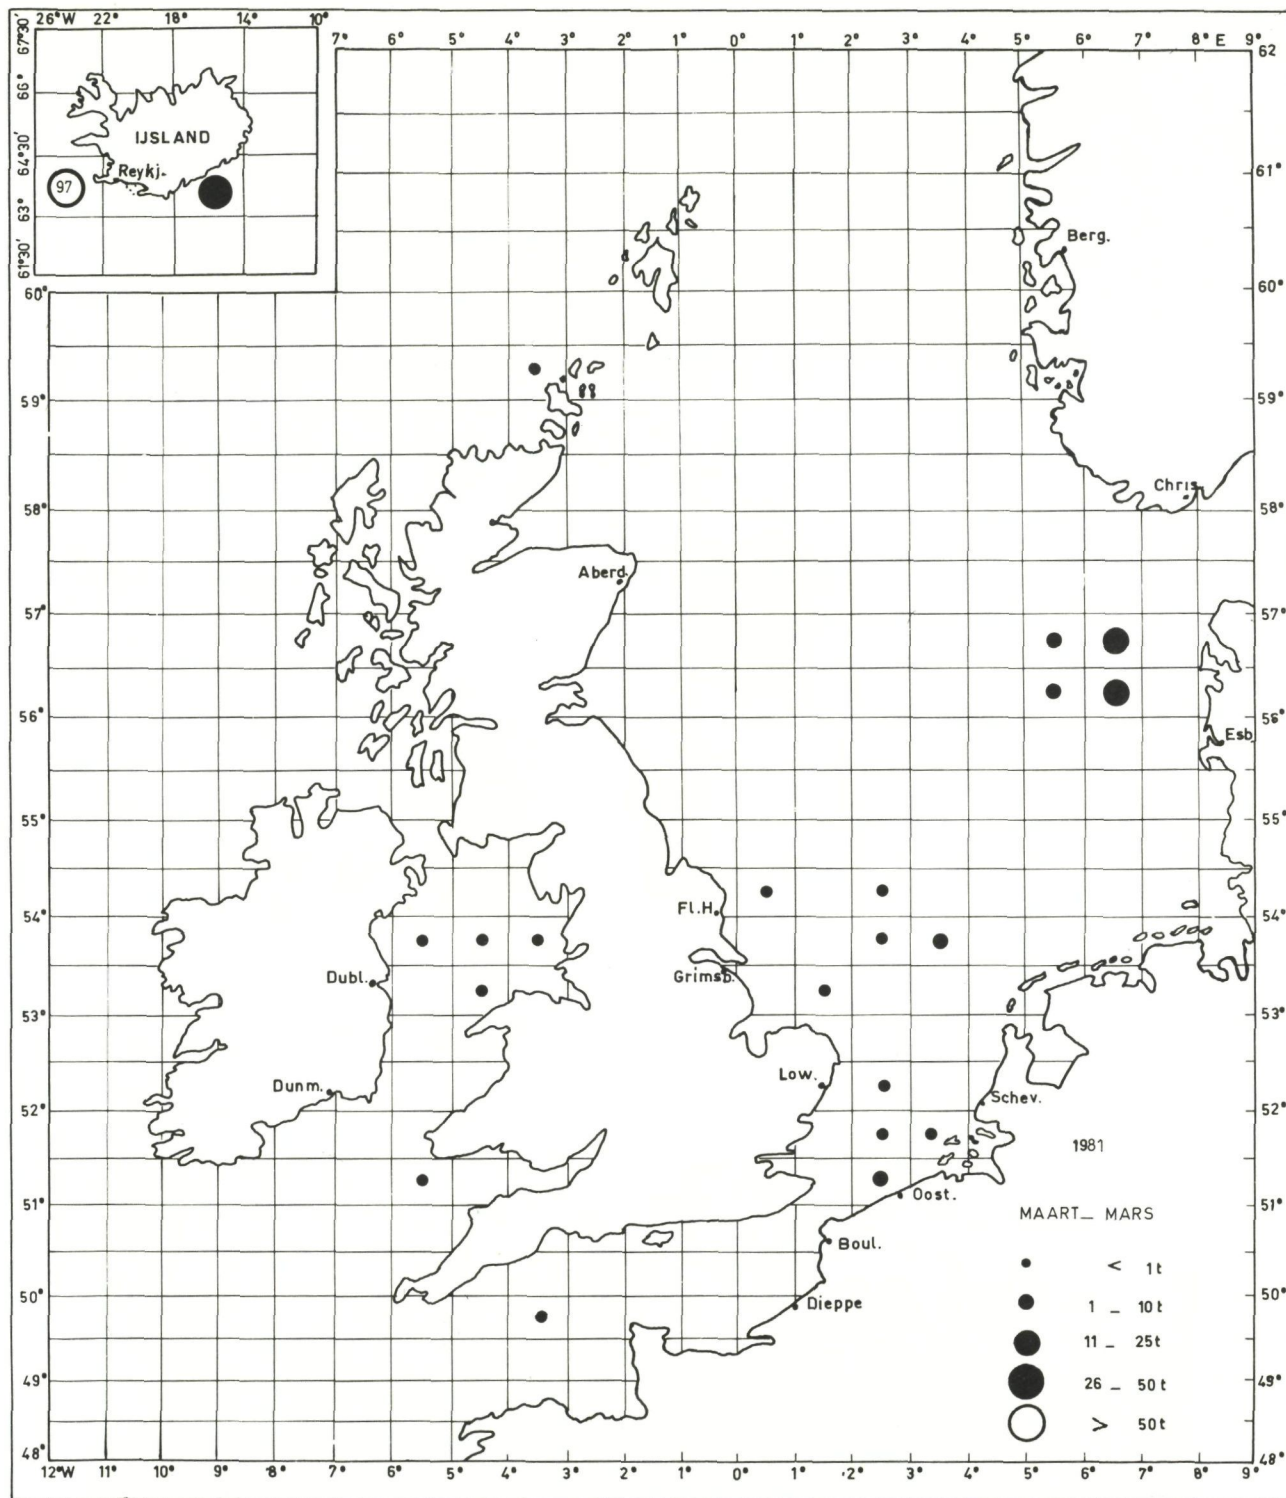 26°W 22° 18° 14° 10°
67°30'
66°
64°30'
63°
61°30'
IJSLAND
Reykj.
97
7° 6° 5° 4° 3° 2° 1° 0° 1° 2° 3° 4° 5° 6° 7° 8° E 9°
62
61°
60°
60°
59°
59°
58°
58°
57°
57°
56°
56°
55°
55°
54°
54°
53°
53°
52°
52°
51°
51°
50°
50°
49°
49°
48°
48°
Berg.
Chris
Aberd.
Esb
Fl.H.
Grimsb.
Dubl.
Dunm.
Low.
Schev.
Oost.
Boul.
Dieppe
1981
MAART_ MARS
< 1t
1 _ 10t
11 _ 25t
26 _ 50t
> 50t
12°W 11° 10° 9° 8° 7° 6° 5° 4° 3° 2° 1° 0° 1° 2° 3° 4° 5° 6° 7° 8° 9°